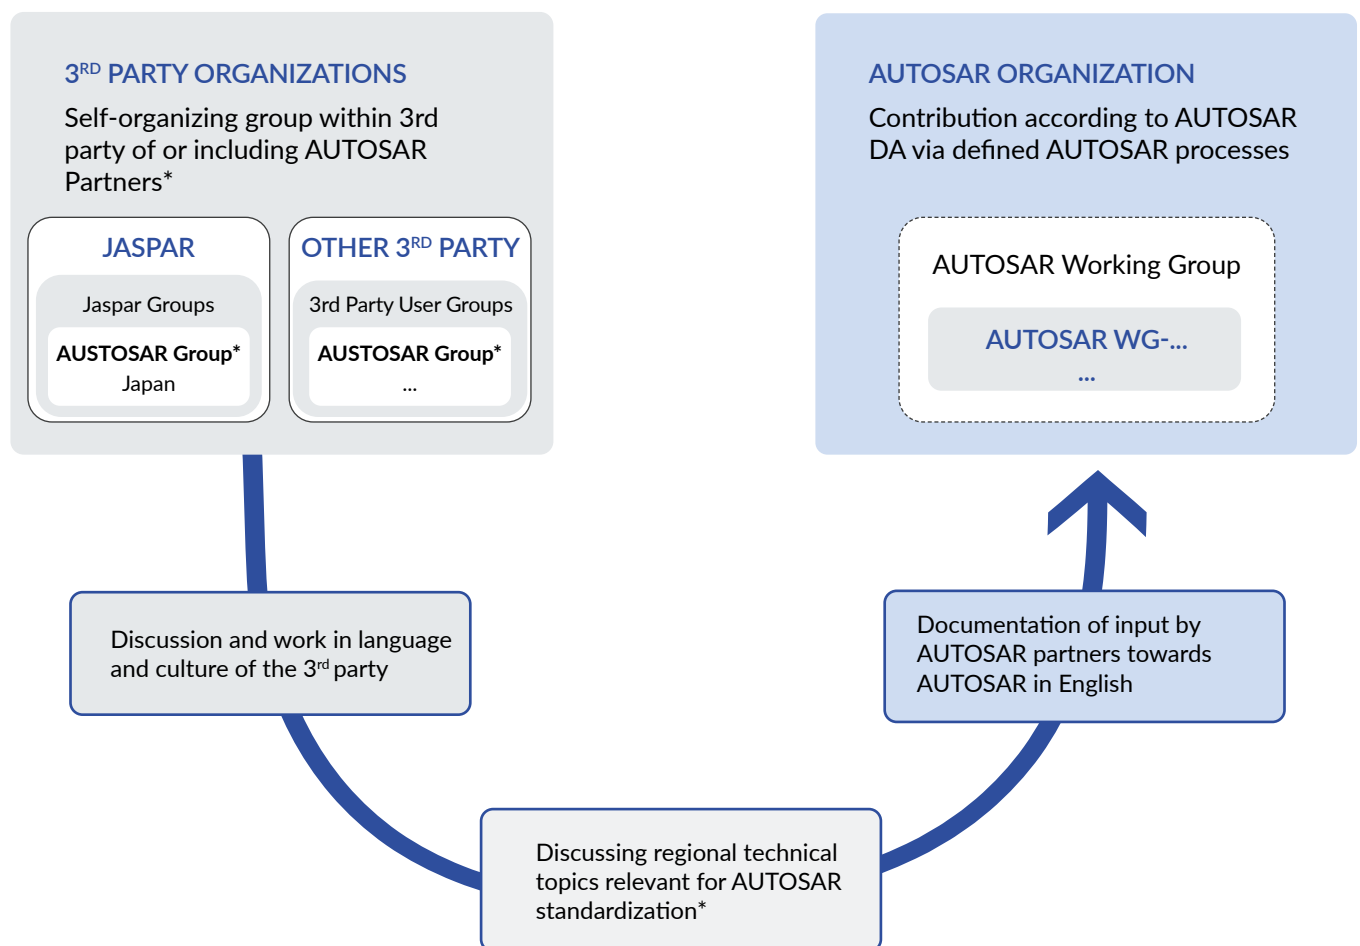 3RD PARTY ORGANIZATIONS
Self-organizing group within 3rd
party of or including AUTOSAR
Partners*
JASPAR
Jaspar Groups
AUSTOSAR Group*
Japan
OTHER 3RD PARTY
3rd Party User Groups
AUSTOSAR Group*
...
AUTOSAR ORGANIZATION
Contribution according to AUTOSAR
DA via defined AUTOSAR processes
AUTOSAR Working Group
AUTOSAR WG-...
...
Discussion and work in language
and culture of the 3rd party
Discussing regional technical
topics relevant for AUTOSAR
standardization*
Documentation of input by
AUTOSAR partners towards
AUTOSAR in English